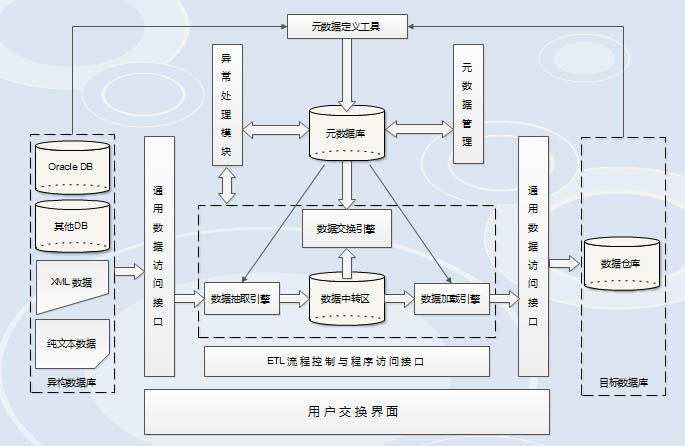 元数据定义工具
异常处理模块
元数据库
元数据管理
Oracle DB
其他DB
XML 数据
纯文本数据
异构数据库
通用数据访问接口
数据交换引擎
数据抽取引擎
数据中转区
数据加载引擎
通用数据访问接口
数据仓库
目标数据库
ETL 流程控制与程序访问接口
用户交换界面